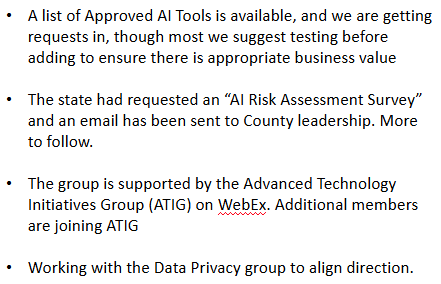 • A list of Approved AI Tools is available, and we are getting
requests in, though most we suggest testing before
adding to ensure there is appropriate business value
• The state had requested an “AI Risk Assessment Survey”
and an email has been sent to County leadership. More
to follow.
• The group is supported by the Advanced Technology
Initiatives Group (ATIG) on WebEx. Additional members
are joining ATIG
• Working with the Data Privacy group to align direction.